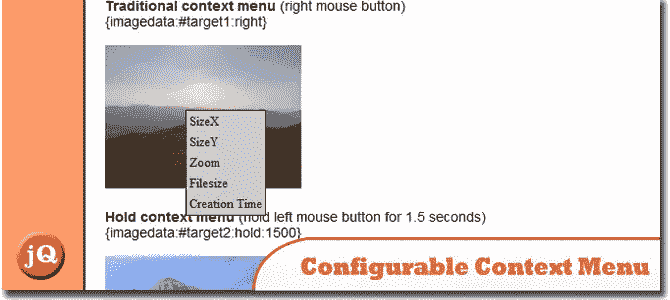 Traditional context menu (right mouse button)
{imagedata:#target1:right}
SizeX
SizeY
Zoom
Filesize
Creation Time
Hold context menu (hold left mouse button for 1.5 seconds)
{imagedata:#target2:hold:1500}
jQ
Configurable Context Menu